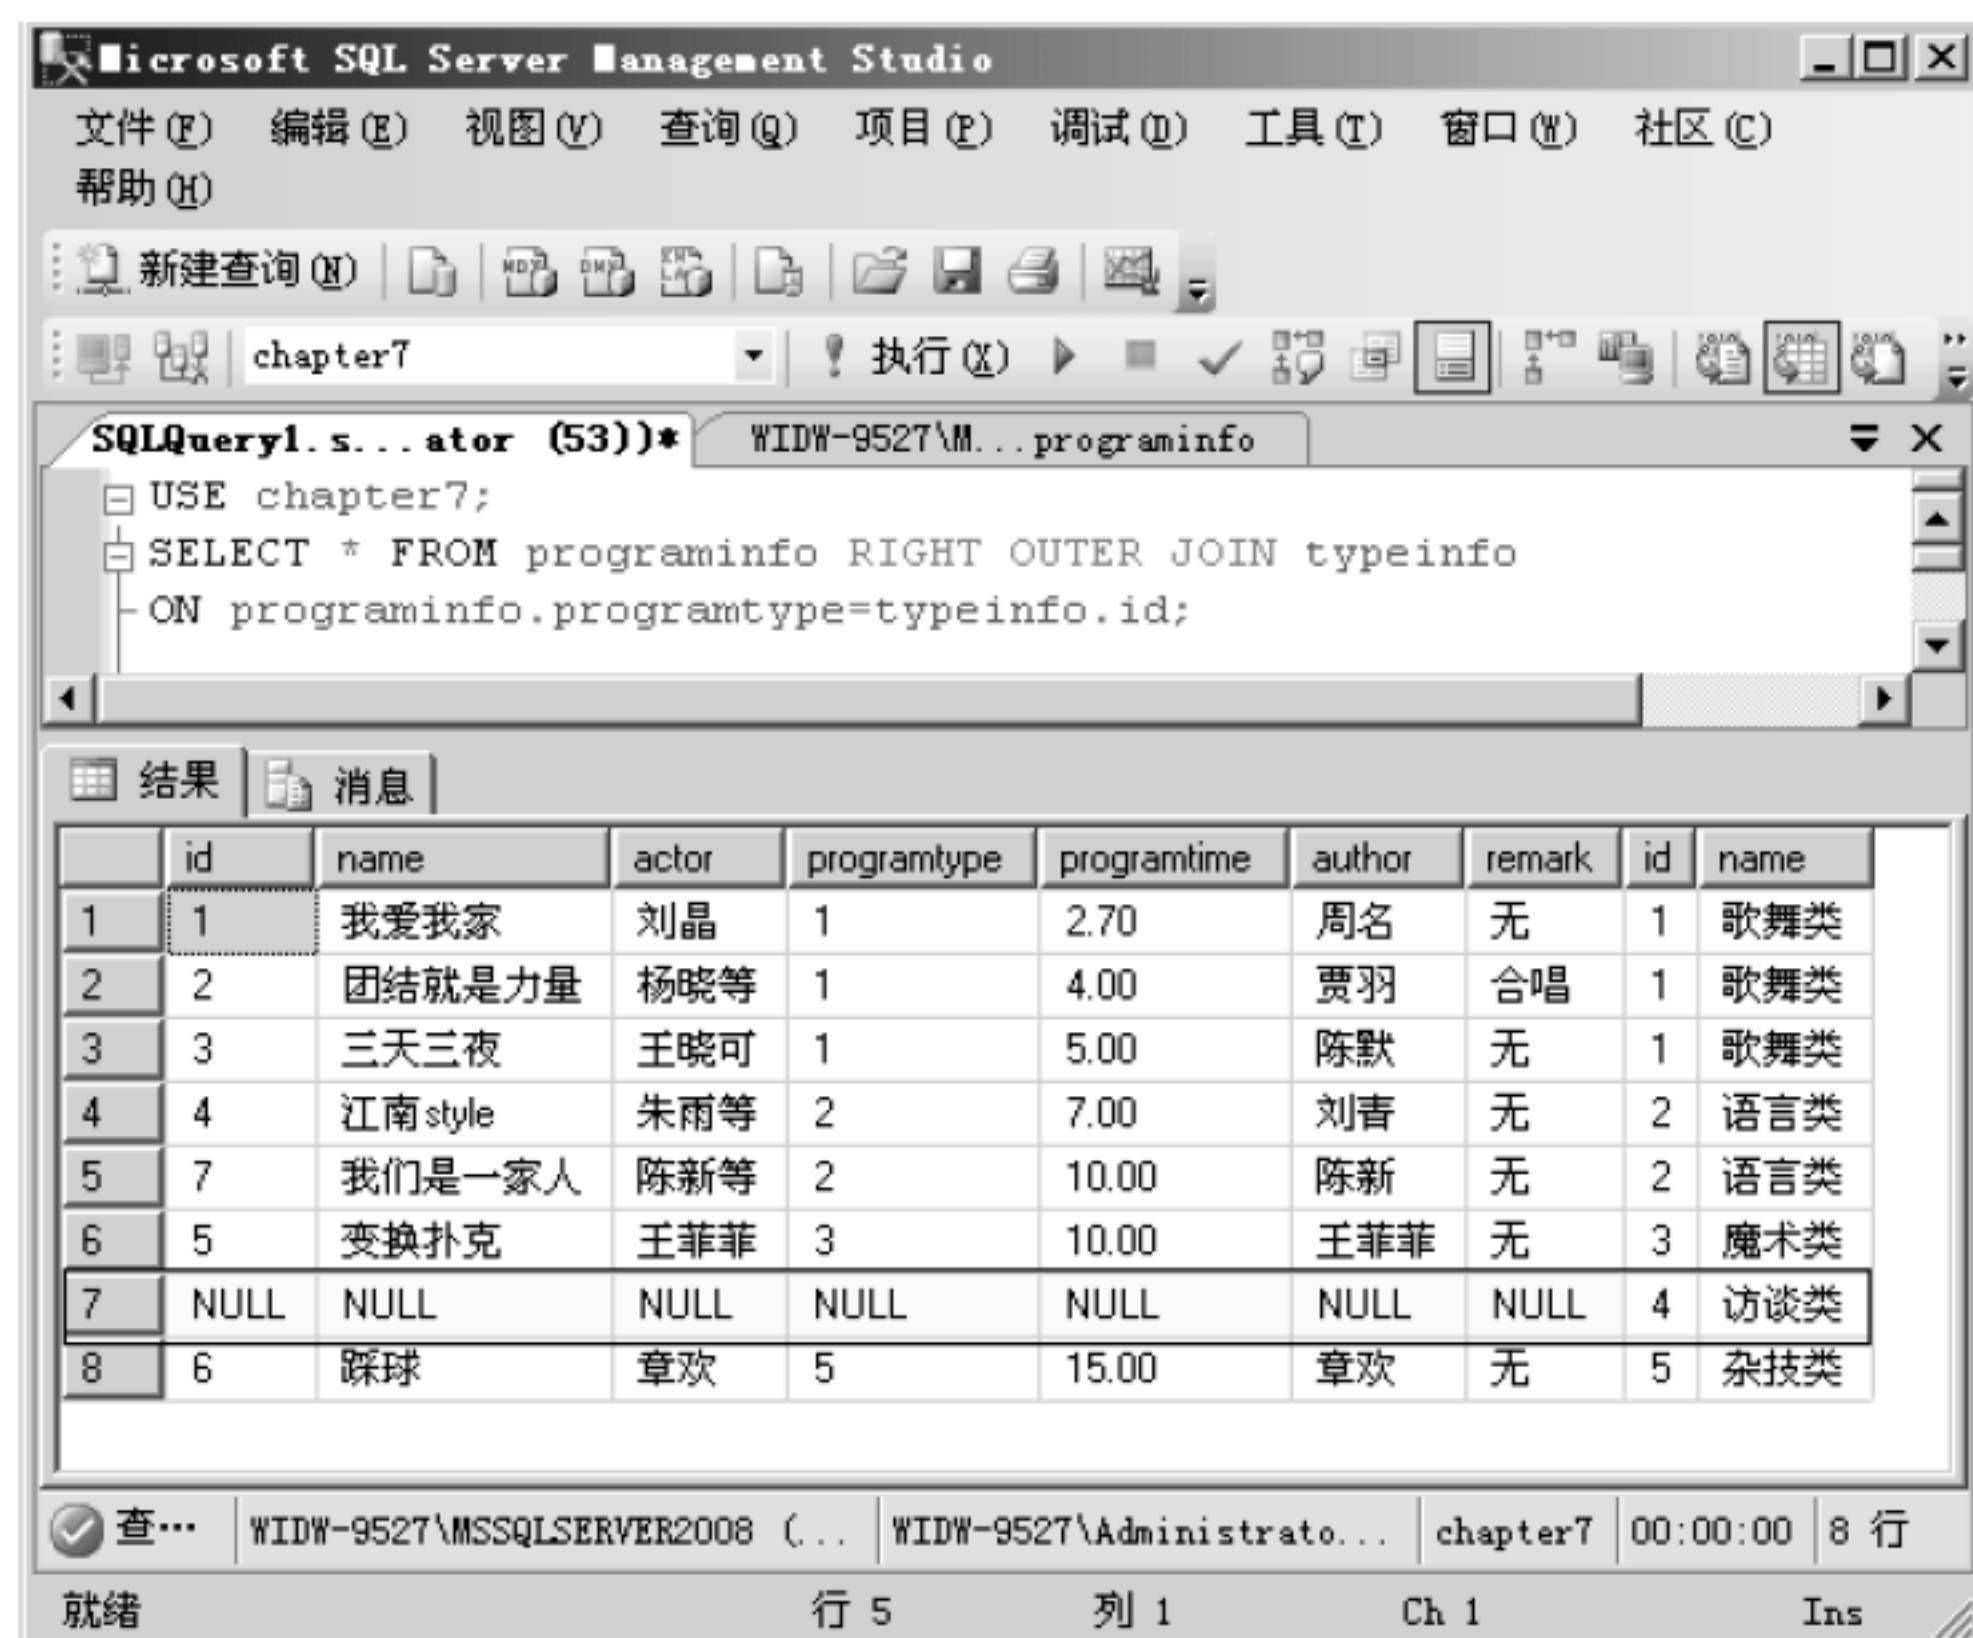 Microsoft SQL Server Management Studio
文件(F) 编辑(E) 视图(V) 查询(Q) 项目(P) 调试(D) 工具(T) 窗口(W) 社区(C)
帮助(H)
新建查询(N)
chapter7 执行(X)
SQLQuery1.s...ator (53))* WIDW-9527\M...programinfo
USE chapter7;
SELECT * FROM programinfo RIGHT OUTER JOIN typeinfo
ON programinfo.programtype=typeinfo.id;
结果 消息
id name actor programtype programtime author remark id name
1 1 我爱我家 刘晶 1 2.70 周名 无 1 歌舞类
2 2 团结就是力量 杨晓等 1 4.00 贾羽 合唱 1 歌舞类
3 3 三天三夜 王晓可 1 5.00 陈默 无 1 歌舞类
4 4 江南style 朱雨等 2 7.00 刘青 无 2 语言类
5 7 我们是一家人 陈新等 2 10.00 陈新 无 2 语言类
6 5 变换扑克 王菲菲 3 10.00 王菲菲 无 3 魔术类
7 NULL NULL NULL NULL NULL NULL NULL 4 访谈类
8 6 踩球 章欢 5 15.00 章欢 无 5 杂技类
查... WIDW-9527\MSSQLSERVER2008 (... WIDW-9527\Administrato... chapter7 00:00:00 8 行
就绪 行 5 列 1 Ch 1 Ins